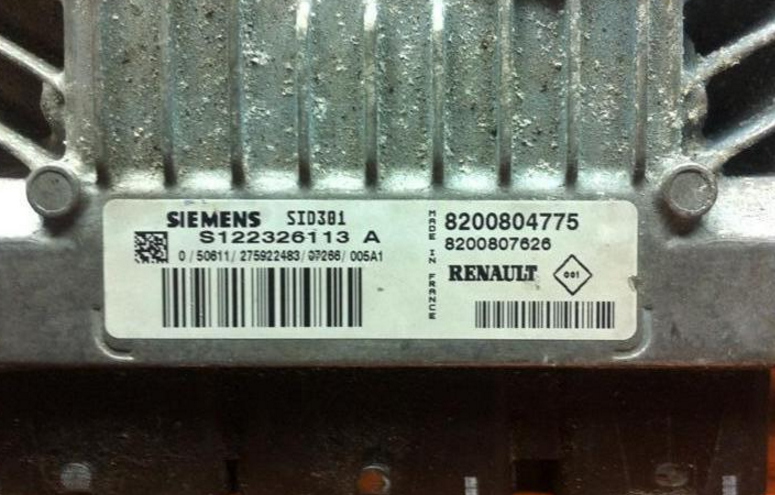 SIEMENS SID301
S122326113 A
0 / 50611 / 275922483 / 07266 / 005A1
MADE IN FRANCE
8200804775
8200807626
RENAULT 001